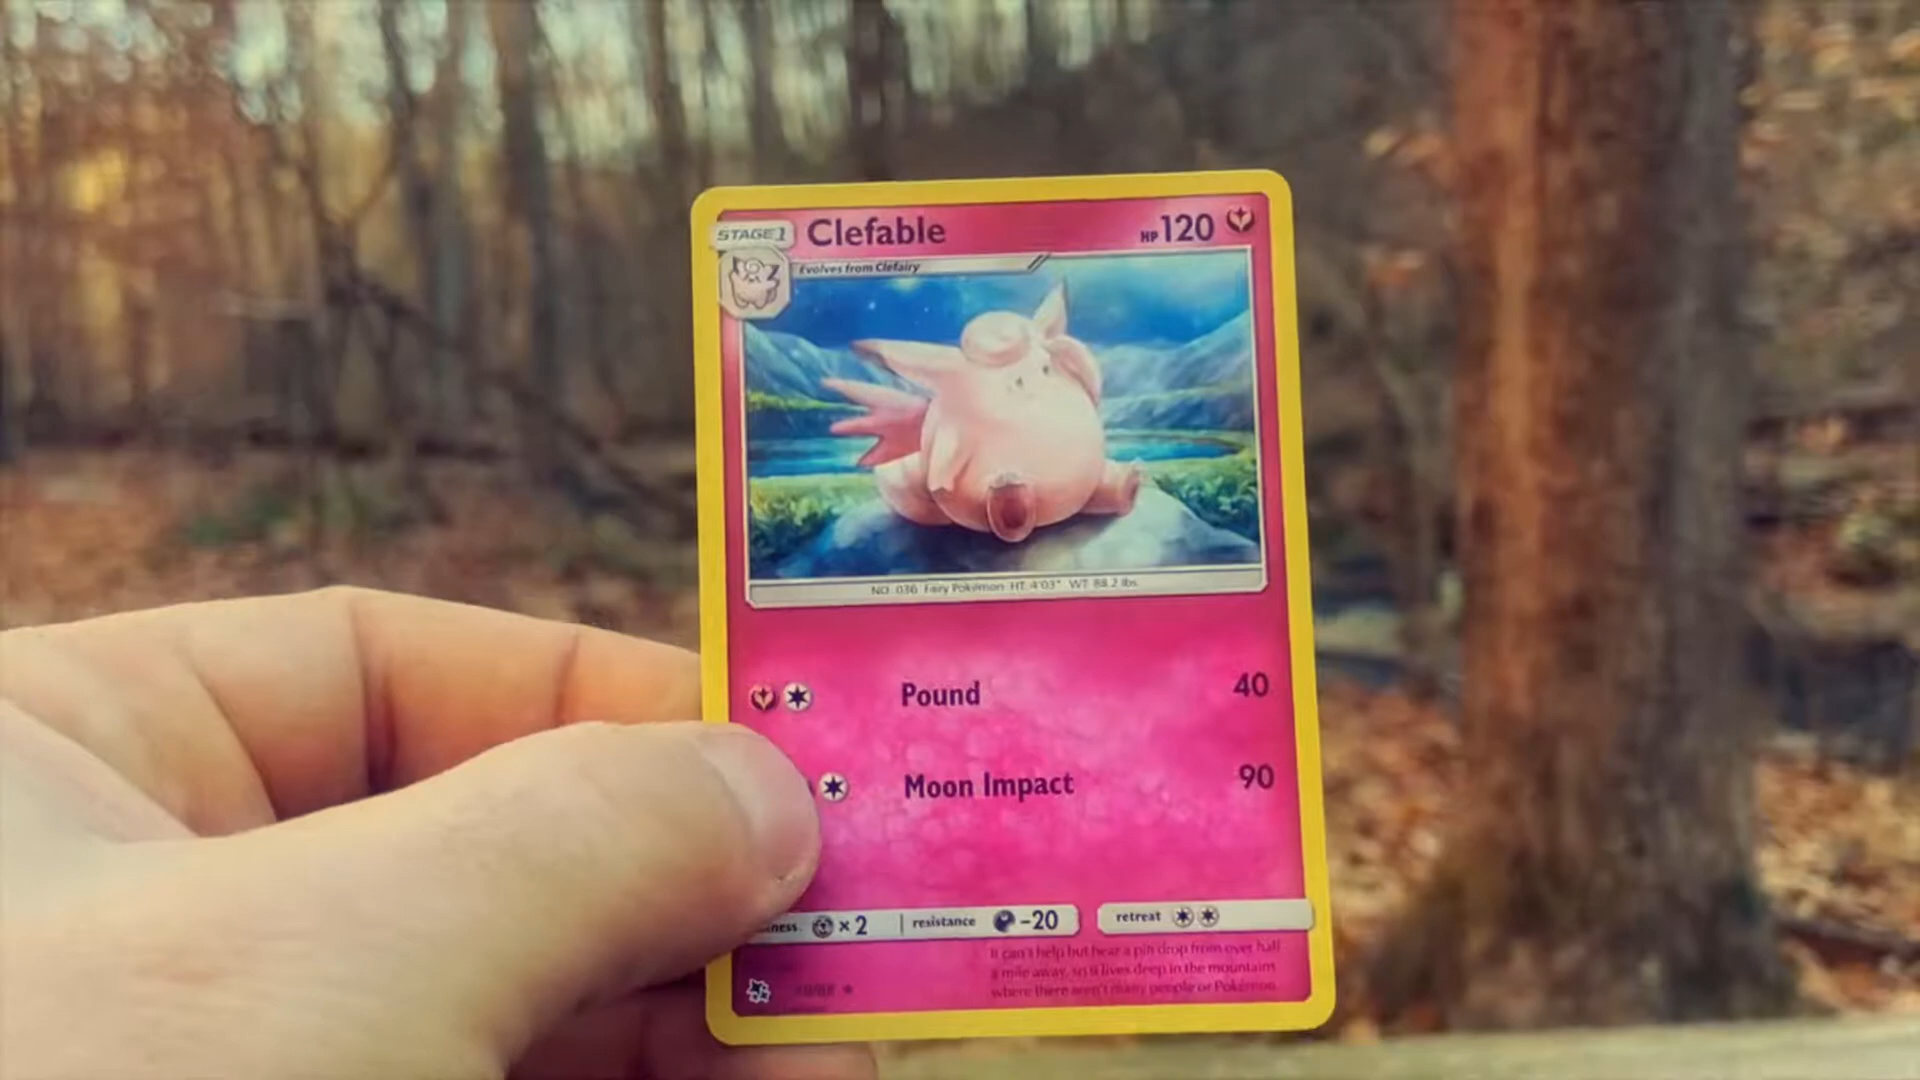 STAGE 1 Clefable HP 120
Evolves from Clefairy
NO. 036 Fairy Pokémon HT: 4'03" WT: 88.2 lbs.
Pound 40
Moon Impact 90
×2 resistance -20 retreat
It can't help but hear a pin drop from over half
a mile away, so it lives deep in the mountains
where there aren't many people or Pokémon.